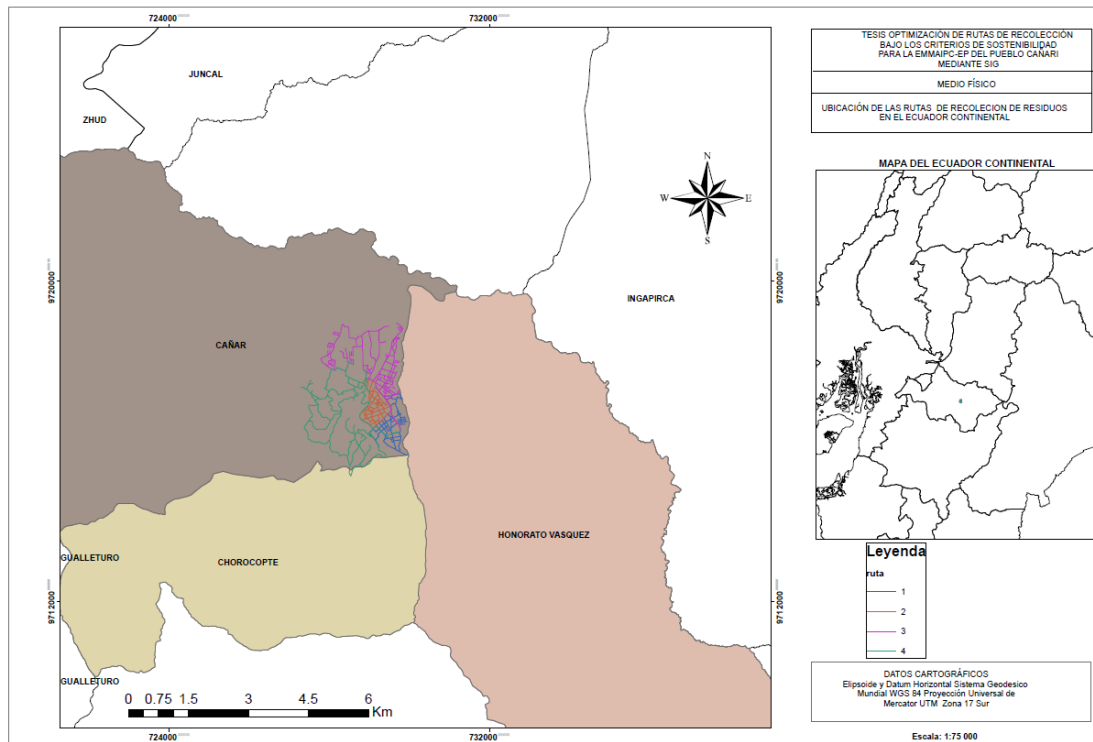 724000
732000
JUNCAL
ZHUD
9720000
9720000
INGAPIRCA
CAÑAR
HONORATO VASQUEZ
GUALLETURO
CHOROCOPTE
9712000
9712000
GUALLETURO
0 0.75 1.5 3 4.5 6
Km
724000
732000
N
W E
S
TESIS OPTIMIZACIÓN DE RUTAS DE RECOLECCIÓN
BAJO LOS CRITERIOS DE SOSTENIBILIDAD
PARA LA EMMAIPC-EP DEL PUEBLO CAÑARI
MEDIANTE SIG
MEDIO FÍSICO
UBICACIÓN DE LAS RUTAS DE RECOLECION DE RESIDUOS
EN EL ECUADOR CONTINENTAL
MAPA DEL ECUADOR CONTINENTAL
Leyenda
ruta
1
2
3
4
DATOS CARTOGRÁFICOS
Elipsoide y Datum Horizontal Sistema Geodesico
Mundial WGS 84 Proyección Universal de
Mercator UTM Zona 17 Sur
Escala: 1:75 000